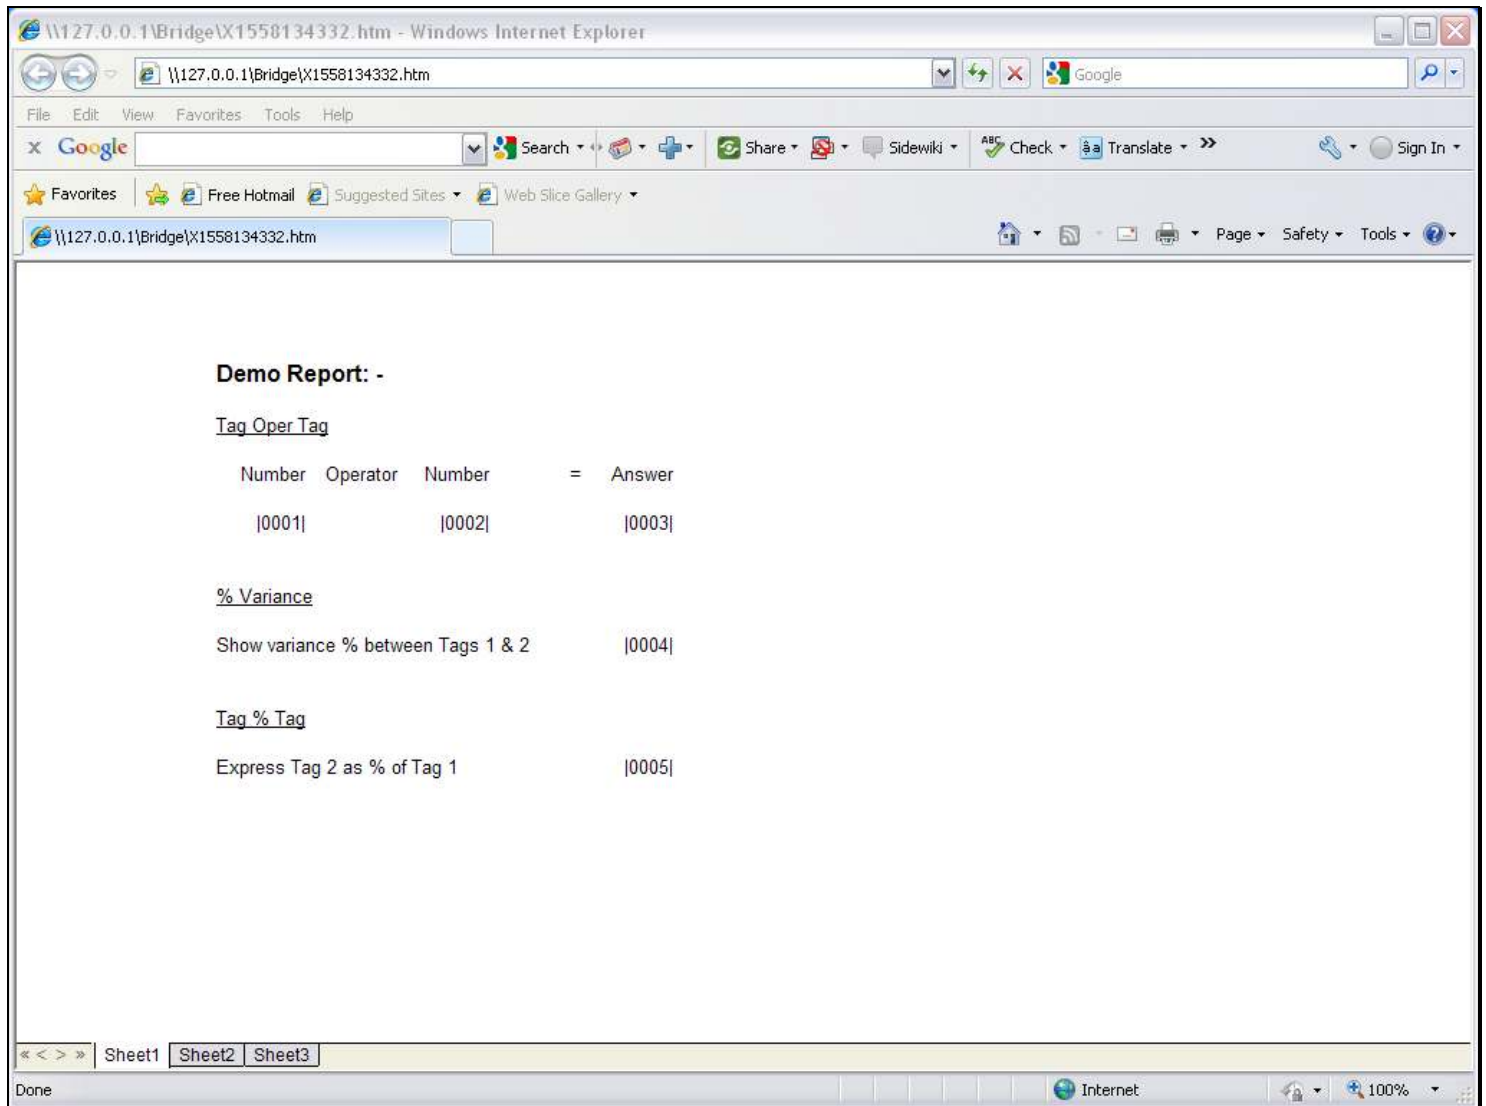 \\127.0.0.1\Bridge\X1558134332.htm - Windows Internet Explorer
\\127.0.0.1\Bridge\X1558134332.htm Google
File Edit View Favorites Tools Help
x Google Search Share Sidewiki ABC Check āa Translate » Sign In
Favorites Free Hotmail Suggested Sites Web Slice Gallery
\\127.0.0.1\Bridge\X1558134332.htm Page Safety Tools
Demo Report: -
Tag Oper Tag
Number Operator Number = Answer
|0001| |0002| |0003|
% Variance
Show variance % between Tags 1 & 2 |0004|
Tag % Tag
Express Tag 2 as % of Tag 1 |0005|
« < > » Sheet1 Sheet2 Sheet3
Done Internet 100%